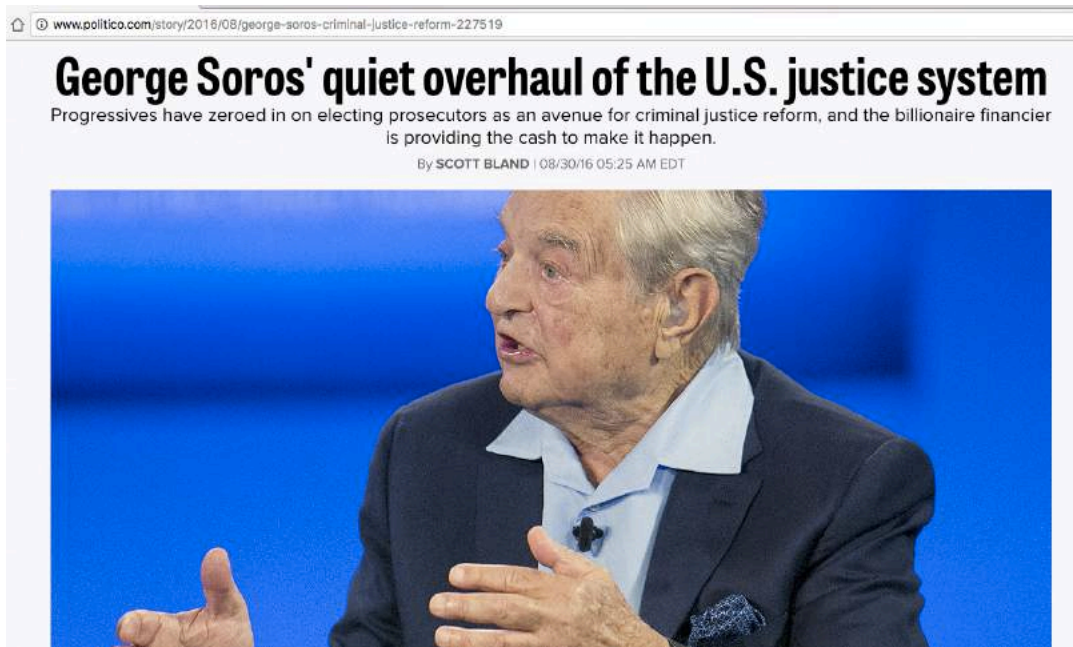 www.politico.com/story/2016/08/george-soros-criminal-justice-reform-227519
George Soros' quiet overhaul of the U.S. justice system
Progressives have zeroed in on electing prosecutors as an avenue for criminal justice reform, and the billionaire financier
is providing the cash to make it happen.
By SCOTT BLAND | 08/30/16 05:25 AM EDT